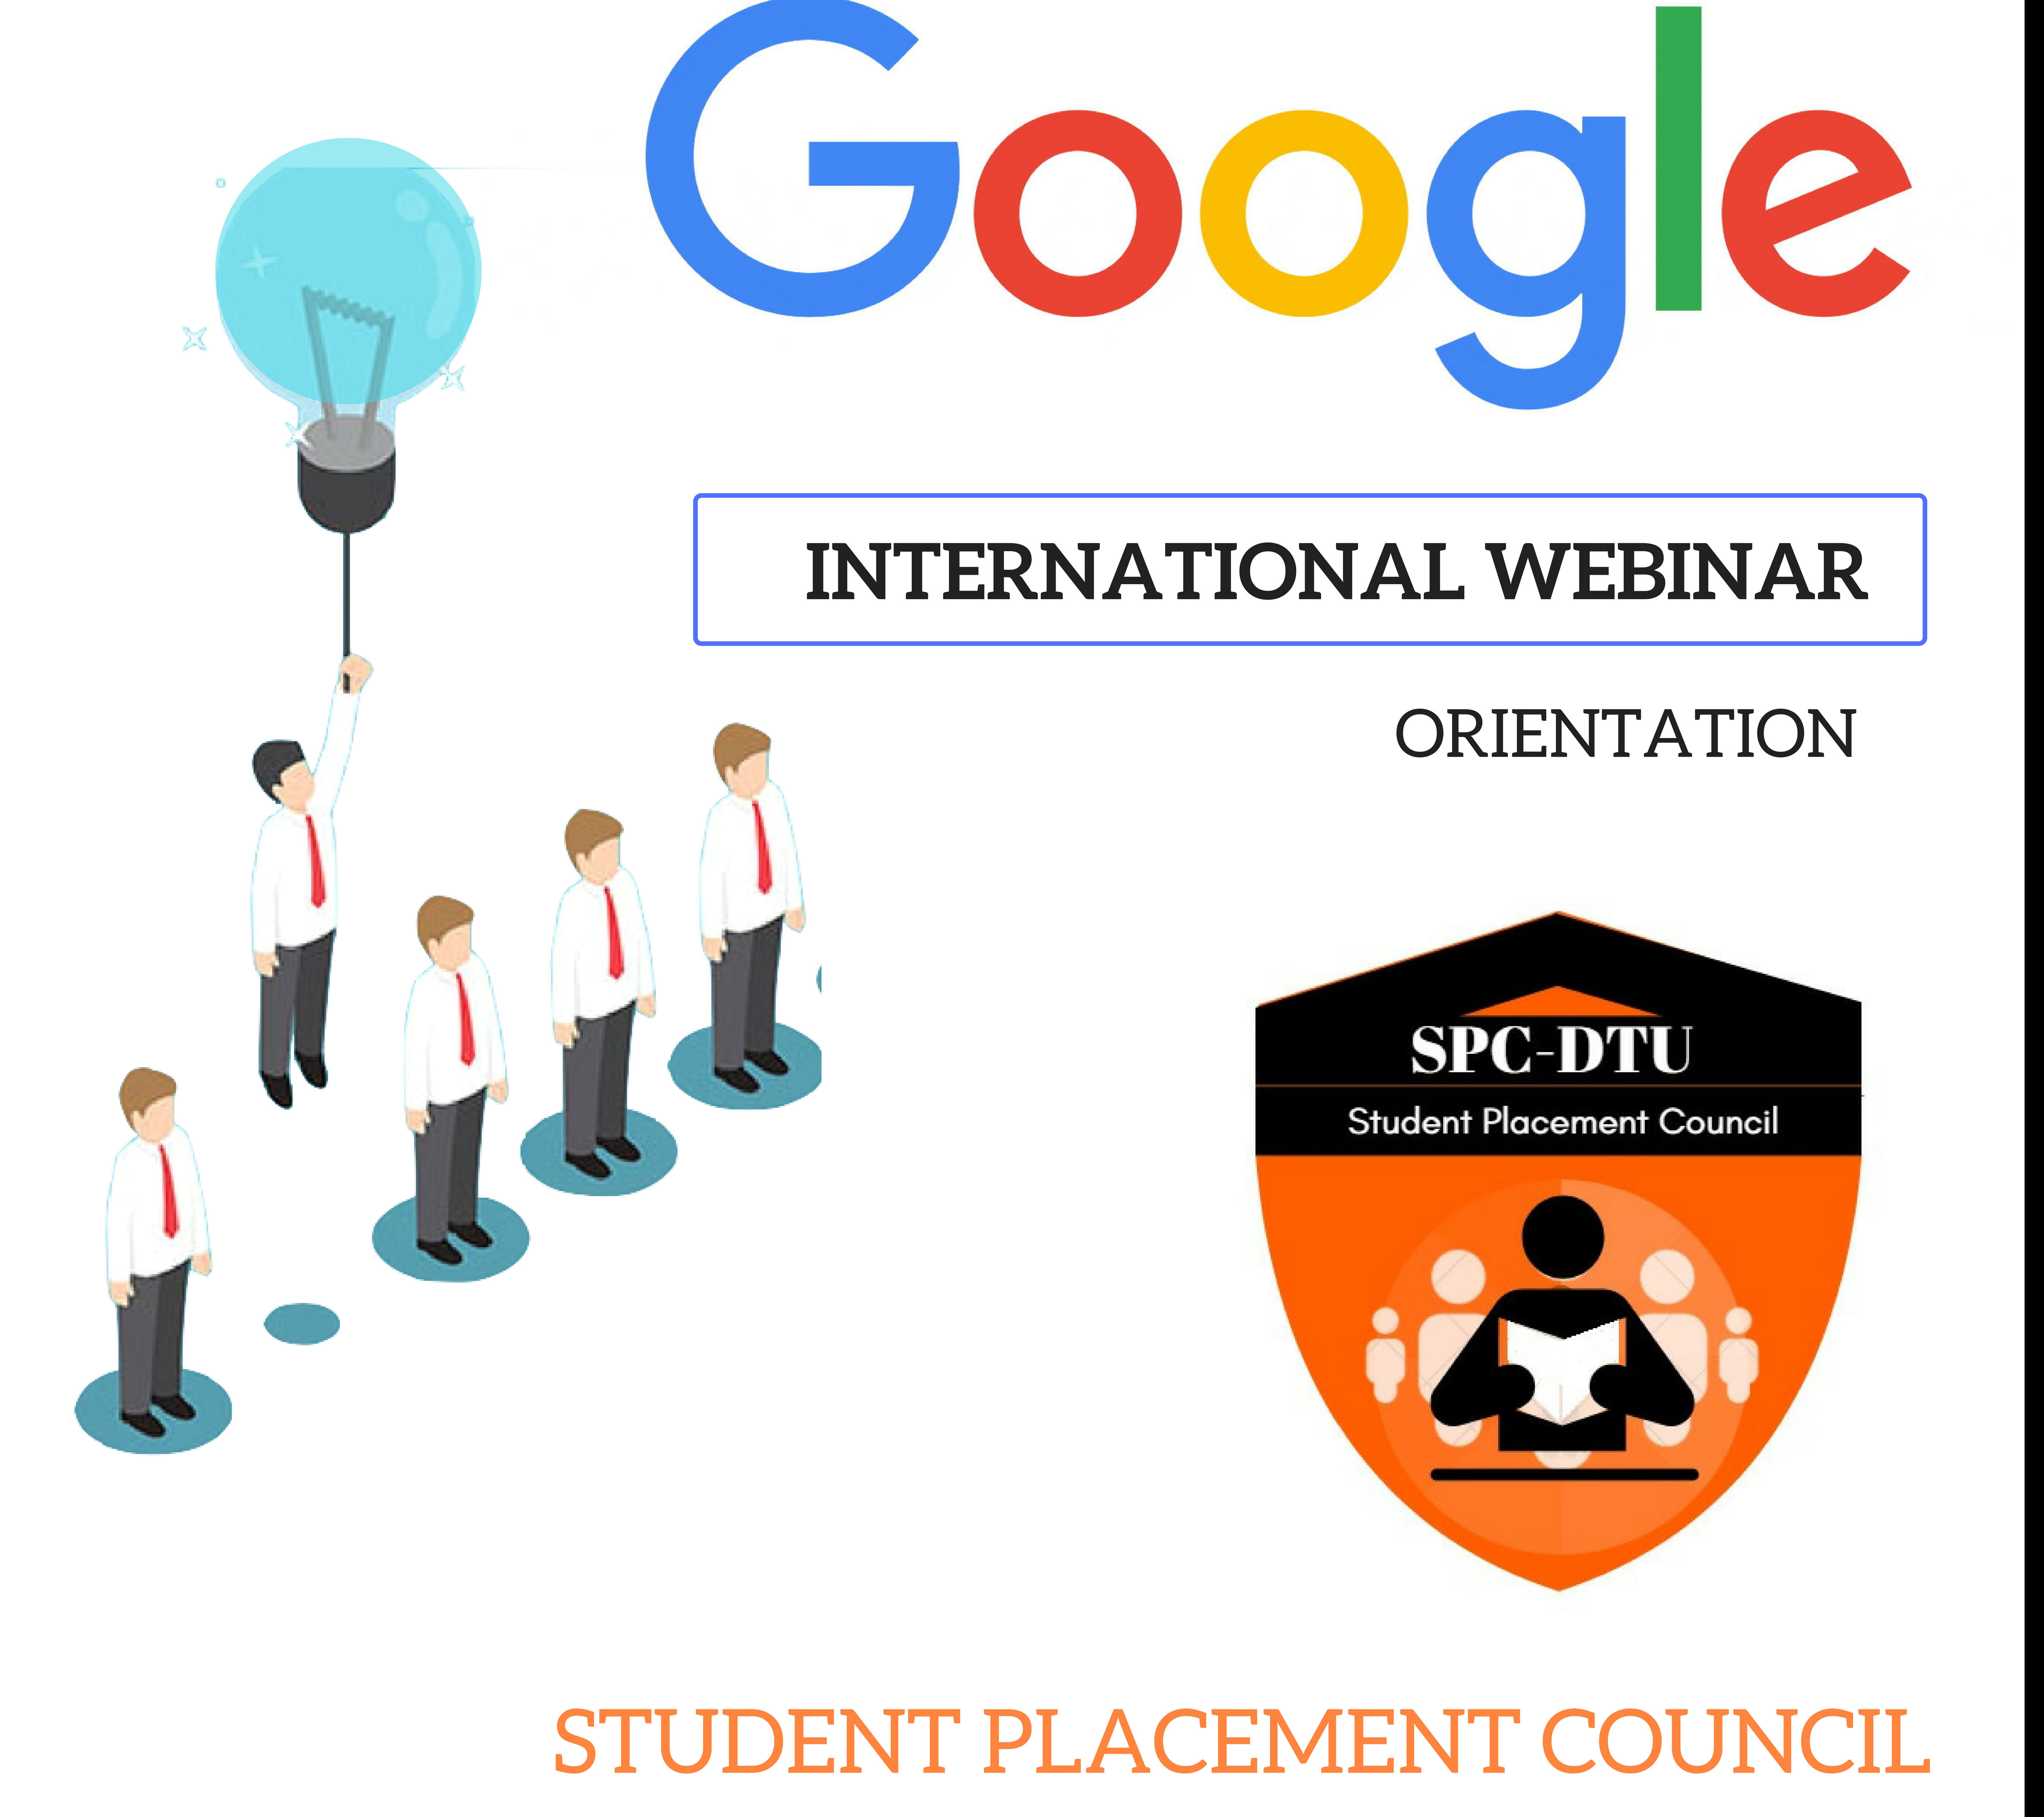 Google
INTERNATIONAL WEBINAR
ORIENTATION
SPC-DTU
Student Placement Council
STUDENT PLACEMENT COUNCIL